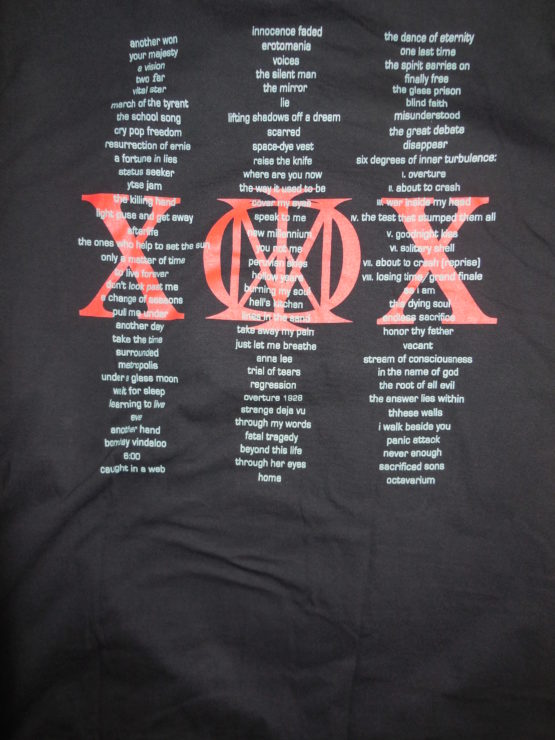 another won
your majesty
a vision
two far
vital star
march of the tyrant
the school song
cry pop freedom
resurrection of ernie
a fortune in lies
status seeker
ytse jam
the killing hand
light fuse and get away
afterlife
the ones who help to set the sun
only a matter of time
to live forever
don't look past me
a change of seasons
pull me under
another day
take the time
surrounded
metropolis
under a glass moon
wait for sleep
learning to live
eve
another hand
bombay vindaloo
6:00
caught in a web
innocence faded
erotomania
voices
the silent man
the mirror
lie
lifting shadows off a dream
scarred
space-dye vest
raise the knife
where are you now
the way it used to be
cover my eyes
speak to me
new millennium
you not me
peruvian skies
hollow years
burning my soul
hell's kitchen
lines in the sand
take away my pain
just let me breathe
anna lee
trial of tears
regression
overture 1928
strange deja vu
through my words
fatal tragedy
beyond this life
through her eyes
home
the dance of eternity
one last time
the spirit carries on
finally free
the glass prison
blind faith
misunderstood
the great debate
disappear
six degrees of inner turbulence:
I. overture
II. about to crash
III. war inside my head
IV. the test that stumped them all
V. goodnight kiss
VI. solitary shell
VII. about to crash (reprise)
VIII. losing time/ grand finale
as i am
this dying soul
endless sacrifice
honor thy father
vacant
stream of consciousness
in the name of god
the root of all evil
the answer lies within
thhese walls
i walk beside you
panic attack
never enough
sacrificed sons
octavarium
X X